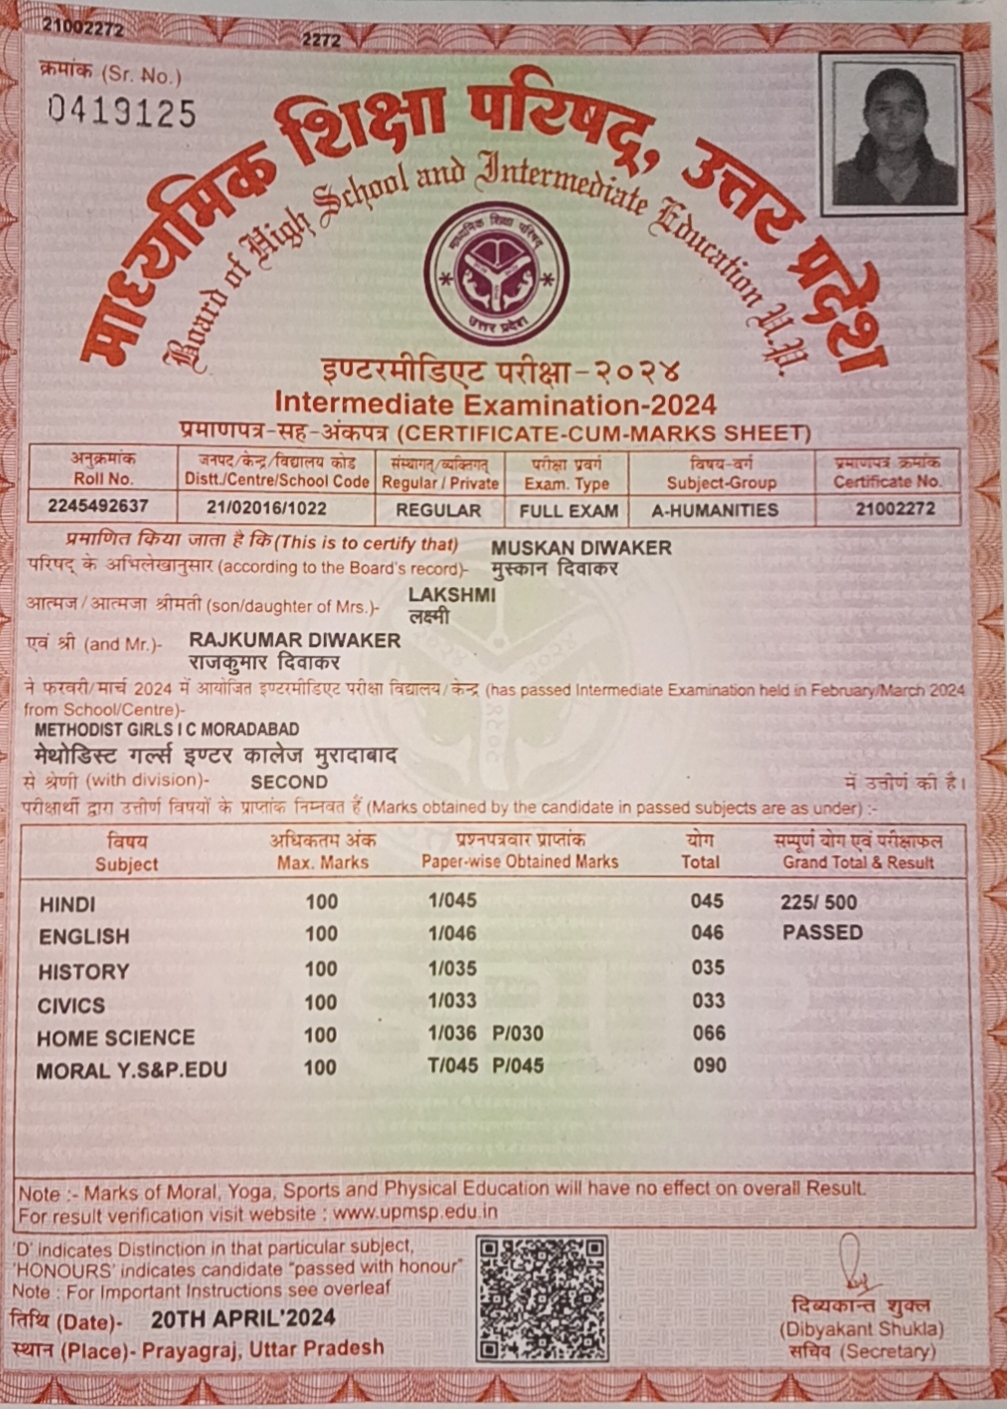 21002272
2272
क्रमांक (Sr. No.)
0419125
माध्यमिक शिक्षा परिषद्, उत्तर प्रदेश
Board of High School and Intermediate Education U.P.
माध्यमिक शिक्षा परिषद्
उत्तर प्रदेश
इण्टरमीडिएट परीक्षा-२०२४
Intermediate Examination-2024
प्रमाणपत्र-सह-अंकपत्र (CERTIFICATE-CUM-MARKS SHEET)
अनुक्रमांक जनपद/केन्द्र/विद्यालय कोड संस्थागत/व्यक्तिगत परीक्षा प्रवर्ग विषय-वर्ग प्रमाणपत्र क्रमांक
Roll No. Distt./Centre/School Code Regular / Private Exam. Type Subject-Group Certificate No.
2245492637 21/02016/1022 REGULAR FULL EXAM A-HUMANITIES 21002272
प्रमाणित किया जाता है कि (This is to certify that) MUSKAN DIWAKER
परिषद् के अभिलेखानुसार (according to the Board's record)- मुस्कान दिवाकर
LAKSHMI
आत्मज/आत्मजा श्रीमती (son/daughter of Mrs.)- लक्ष्मी
एवं श्री (and Mr.)- RAJKUMAR DIWAKER
राजकुमार दिवाकर
ने फरवरी/मार्च 2024 में आयोजित इण्टरमीडिएट परीक्षा विद्यालय/केन्द्र (has passed Intermediate Examination held in February/March 2024
from School/Centre)-
METHODIST GIRLS I C MORADABAD
मेथोडिस्ट गर्ल्स इण्टर कालेज मुरादाबाद
से श्रेणी (with division)- SECOND में उत्तीर्ण की है।
परीक्षार्थी द्वारा उत्तीर्ण विषयों के प्राप्तांक निम्नवत हैं (Marks obtained by the candidate in passed subjects are as under) :-
विषय अधिकतम अंक प्रश्नपत्रवार प्राप्तांक योग सम्पूर्ण योग एवं परीक्षाफल
Subject Max. Marks Paper-wise Obtained Marks Total Grand Total & Result
HINDI 100 1/045 045 225/ 500
ENGLISH 100 1/046 046 PASSED
HISTORY 100 1/035 035
CIVICS 100 1/033 033
HOME SCIENCE 100 1/036 P/030 066
MORAL Y.S&P.EDU 100 T/045 P/045 090
Note :- Marks of Moral, Yoga, Sports and Physical Education will have no effect on overall Result.
For result verification visit website : www.upmsp.edu.in
'D' indicates Distinction in that particular subject,
'HONOURS' indicates candidate "passed with honour"
Note : For Important Instructions see overleaf
तिथि (Date)- 20TH APRIL'2024
स्थान (Place)- Prayagraj, Uttar Pradesh
दिव्यकान्त शुक्ल
(Dibyakant Shukla)
सचिव (Secretary)